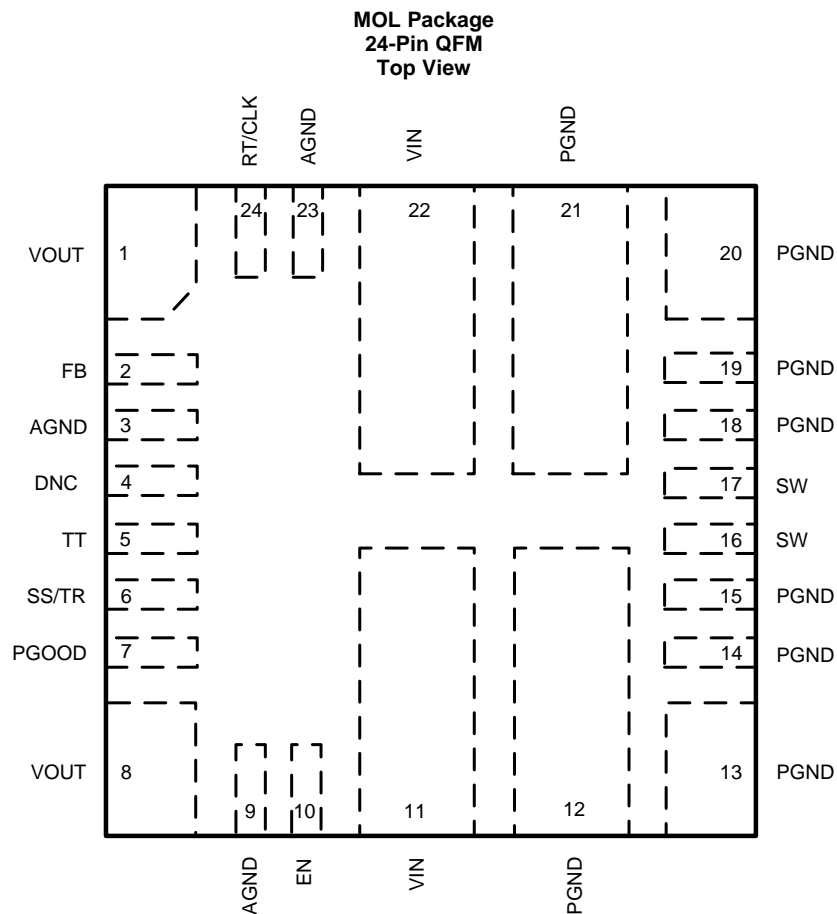 MOL Package
24-Pin QFM
Top View
RT/CLK AGND VIN PGND
24 23 22 21
VOUT 1 20 PGND
FB 2 19 PGND
AGND 3 18 PGND
DNC 4 17 SW
TT 5 16 SW
SS/TR 6 15 PGND
PGOOD 7 14 PGND
VOUT 8 13 PGND
9 10 11 12
AGND EN VIN PGND